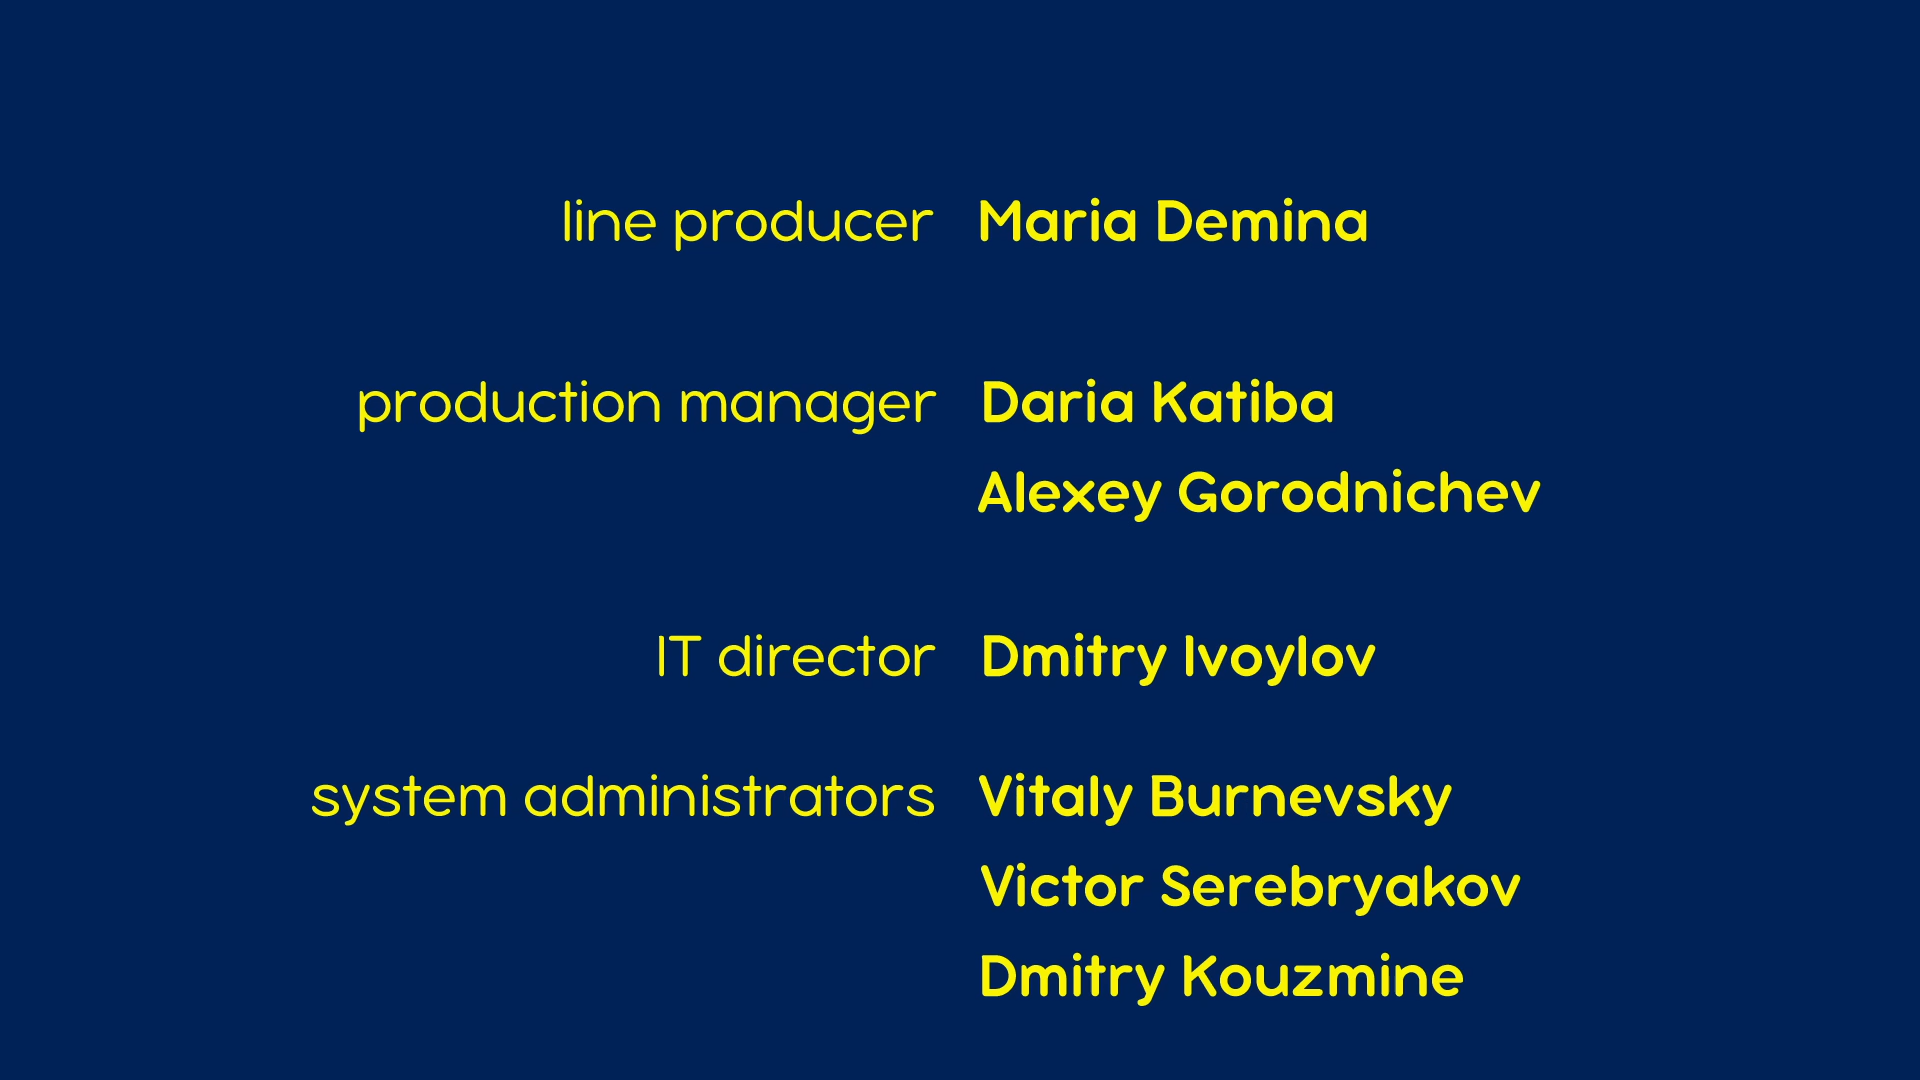 line producer Maria Demina
production manager Daria Katiba
Alexey Gorodnichev
IT director Dmitry Ivoylov
system administrators Vitaly Burnevsky
Victor Serebryakov
Dmitry Kouzmine